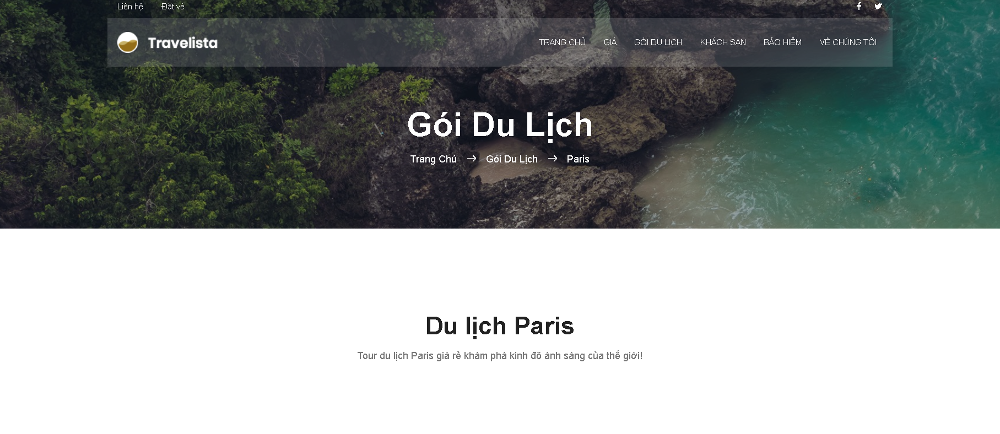 Liên hệ Đặt vé
Travelista TRANG CHỦ GIÁ GÓI DU LỊCH KHÁCH SẠN BẢO HIỂM VỀ CHÚNG TÔI
Gói Du Lịch
Trang Chủ → Gói Du Lịch → Paris
Du lịch Paris
Tour du lịch Paris giá rẻ khám phá kinh đô ánh sáng của thế giới!